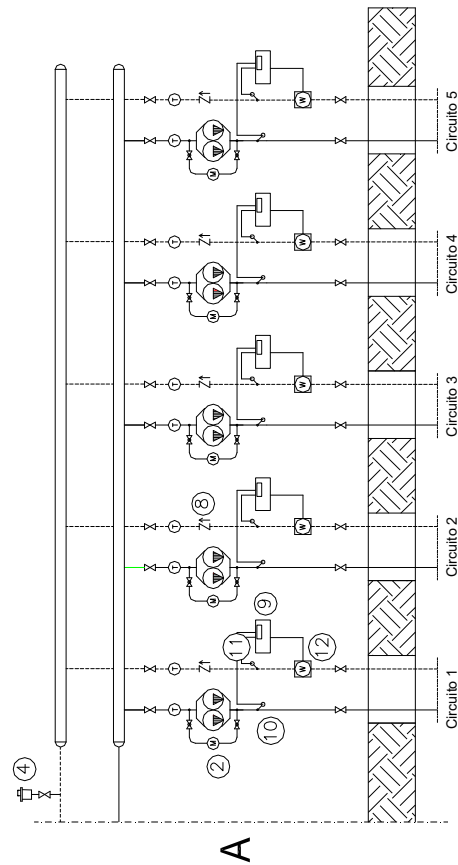 4
A
T T T T T T T T T T
8
2
M M M M M
11
10
9
12
W W W W W
Circuito 1
Circuito 2
Circuito 3
Circuito 4
Circuito 5